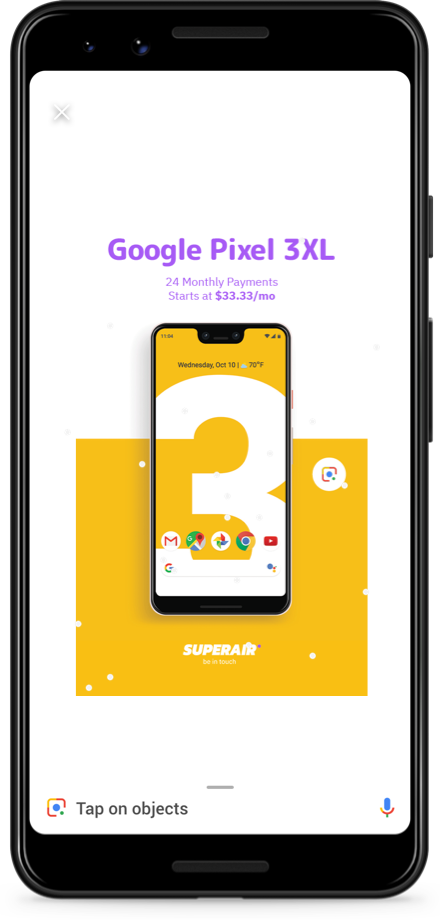 Google Pixel 3XL
24 Monthly Payments
Starts at $33.33/mo
11:04
Wednesday, Oct 10 | 70°F
3
SUPERAIR
be in touch
Tap on objects